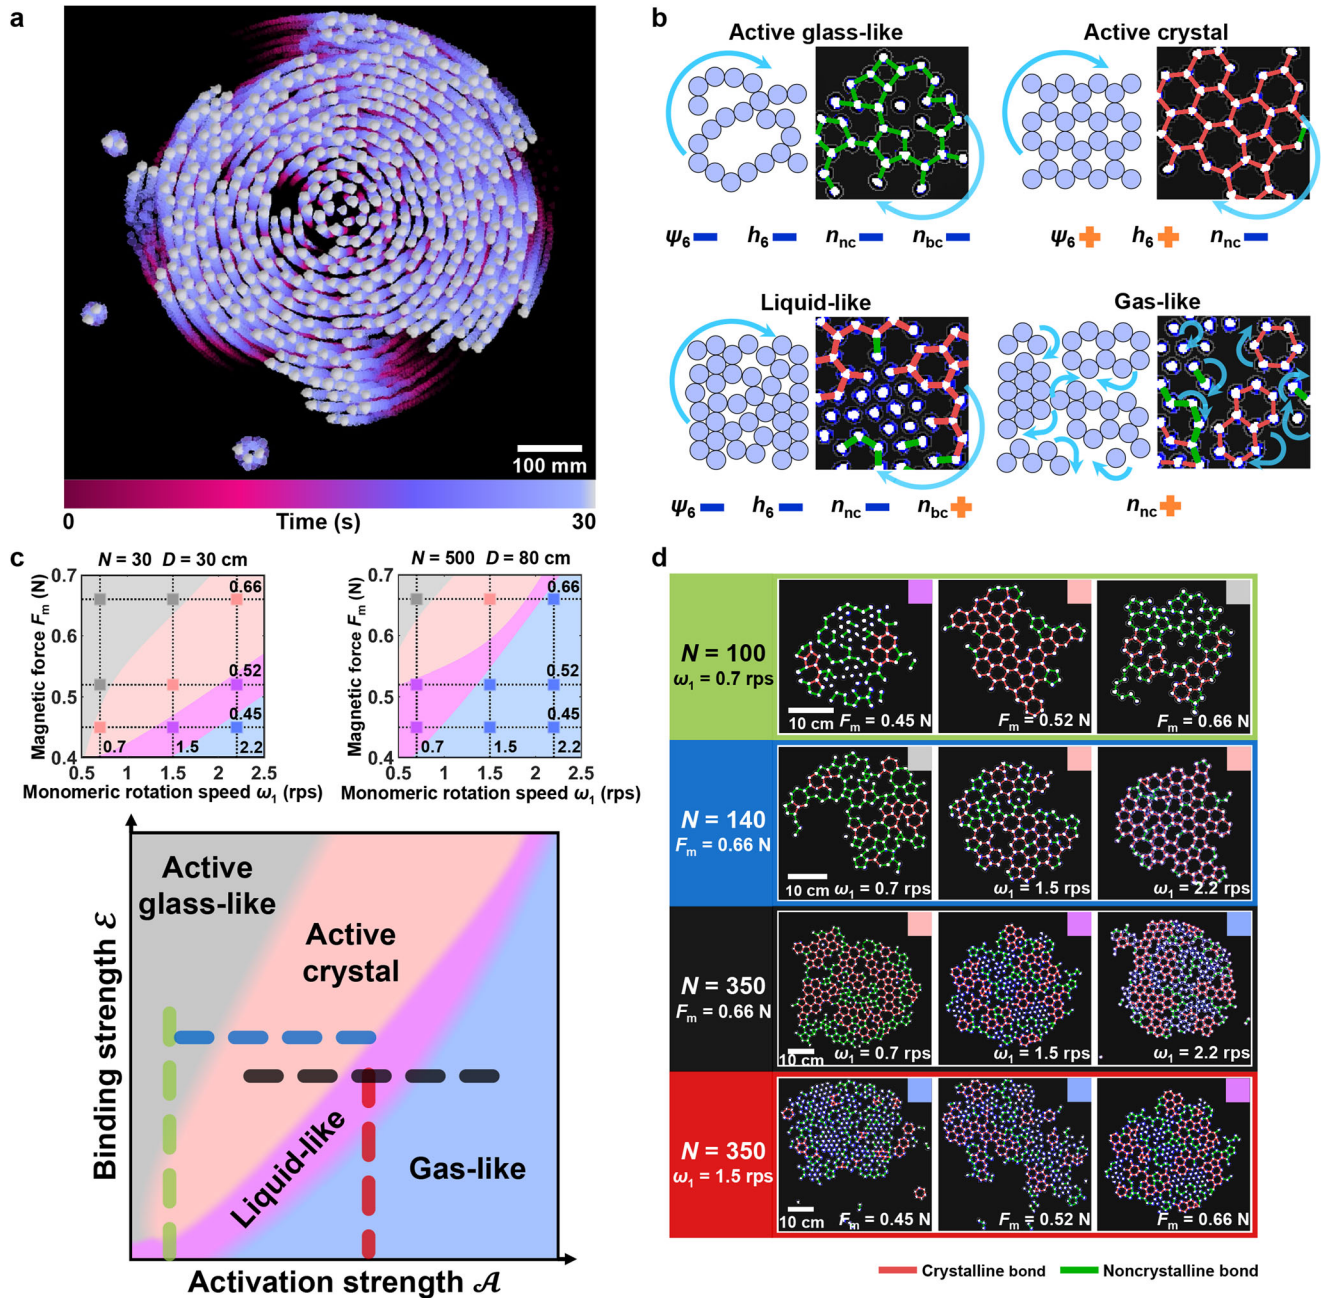 a
100 mm
0
30
Time (s)
b
Active glass-like
Active crystal
ψ6 − h6 − nnc − nbc −
ψ6 + h6 + nnc −
Liquid-like
Gas-like
ψ6 − h6 − nnc − nbc +
nnc +
c
N = 30 D = 30 cm
N = 500 D = 80 cm
Magnetic force Fm (N)
0.7
0.6
0.5
0.4
0.66
0.52
0.45
0.7 1.5 2.2
0.5 1 1.5 2 2.5
Monomeric rotation speed ω1 (rps)
Magnetic force Fm (N)
0.7
0.6
0.5
0.4
0.66
0.52
0.45
0.7 1.5 2.2
0.5 1 1.5 2 2.5
Monomeric rotation speed ω1 (rps)
Active
glass-like
Active
crystal
Liquid-like
Gas-like
Binding strength ℰ
Activation strength 𝒜
d
N = 100
ω1 = 0.7 rps
10 cm
Fm = 0.45 N
Fm = 0.52 N
Fm = 0.66 N
N = 140
Fm = 0.66 N
10 cm
ω1 = 0.7 rps
ω1 = 1.5 rps
ω1 = 2.2 rps
N = 350
Fm = 0.66 N
10 cm
ω1 = 0.7 rps
ω1 = 1.5 rps
ω1 = 2.2 rps
N = 350
ω1 = 1.5 rps
10 cm
Fm = 0.45 N
Fm = 0.52 N
Fm = 0.66 N
Crystalline bond
Noncrystalline bond